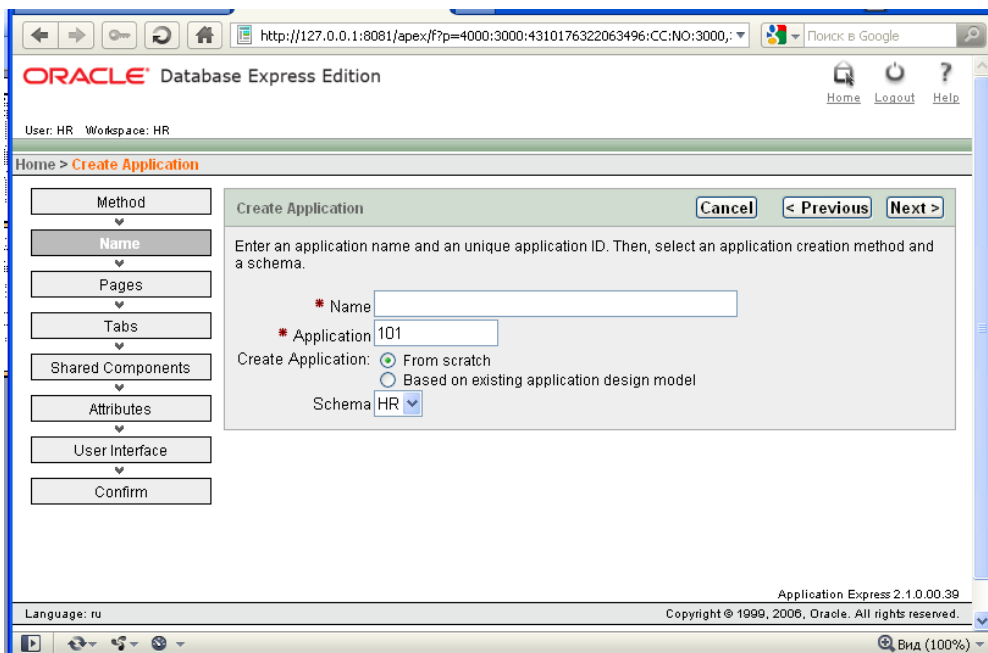 http://127.0.0.1:8081/apex/f?p=4000:3000:4310176322063496:CC:NO:3000,:
Поиск в Google
ORACLE Database Express Edition
Home Logout Help
User: HR Workspace: HR
Home > Create Application
Method
Name
Pages
Tabs
Shared Components
Attributes
User Interface
Confirm
Create Application
Cancel < Previous Next >
Enter an application name and an unique application ID. Then, select an application creation method and
a schema.
* Name
* Application 101
Create Application: From scratch
Based on existing application design model
Schema HR
Application Express 2.1.0.00.39
Language: ru Copyright © 1999, 2006, Oracle. All rights reserved.
Вид (100%)